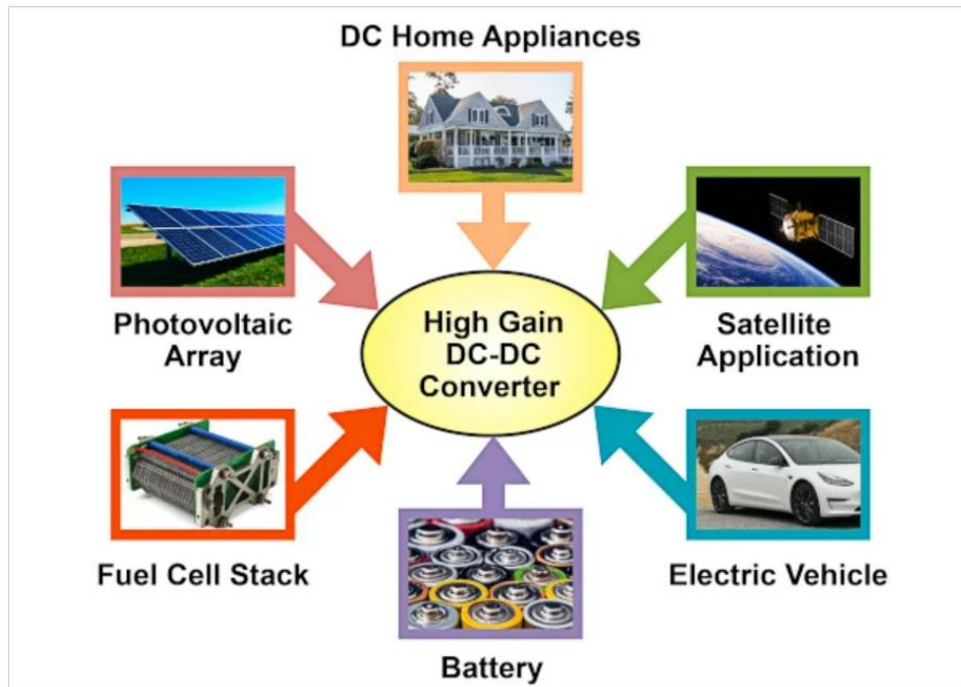 DC Home Appliances
Photovoltaic
Array
High Gain
DC-DC
Converter
Satellite
Application
Fuel Cell Stack
Battery
Electric Vehicle